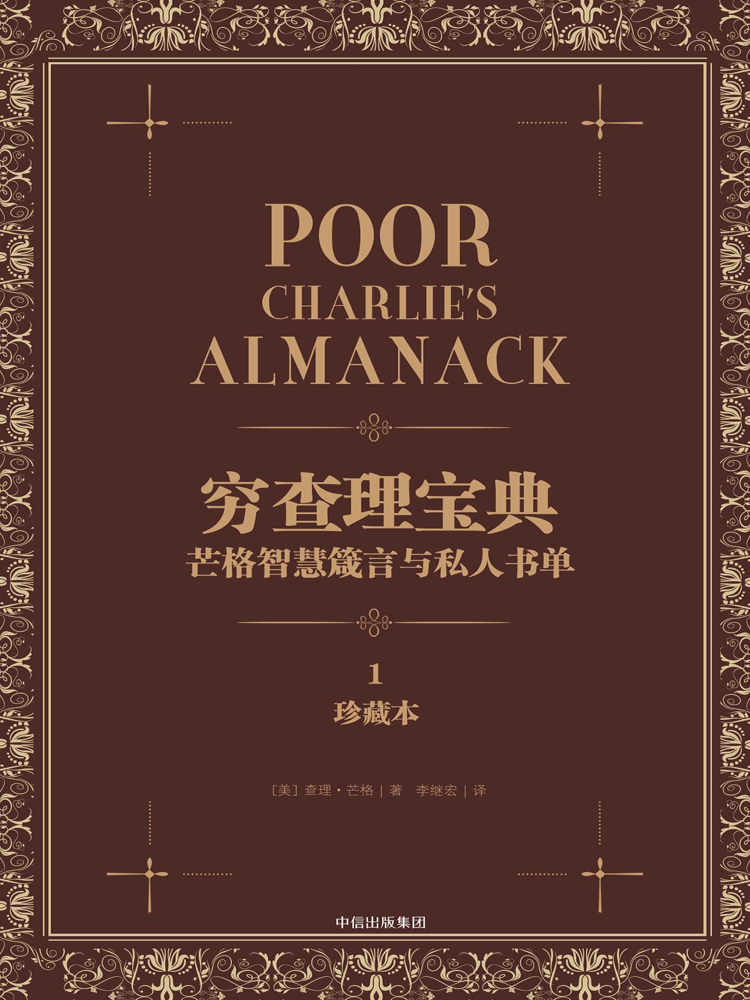 POOR
CHARLIE'S
ALMANACK
穷查理宝典
芒格智慧箴言与私人书单
1
珍藏本
［美］查理·芒格 | 著　李继宏 | 译
中信出版集团